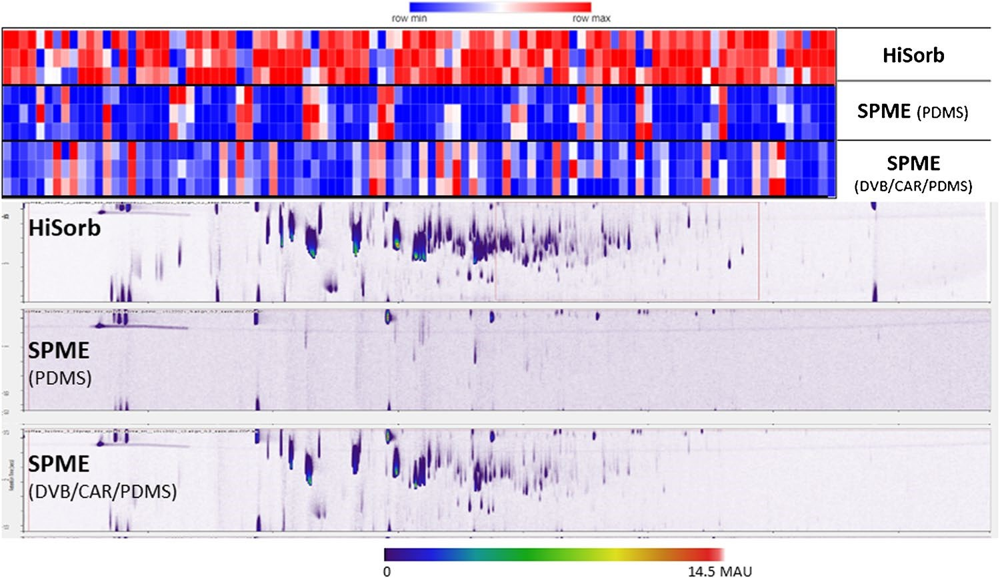 row min
row max
HiSorb
SPME (PDMS)
SPME
(DVB/CAR/PDMS)
HiSorb
SPME
(PDMS)
SPME
(DVB/CAR/PDMS)
0
14.5 MAU